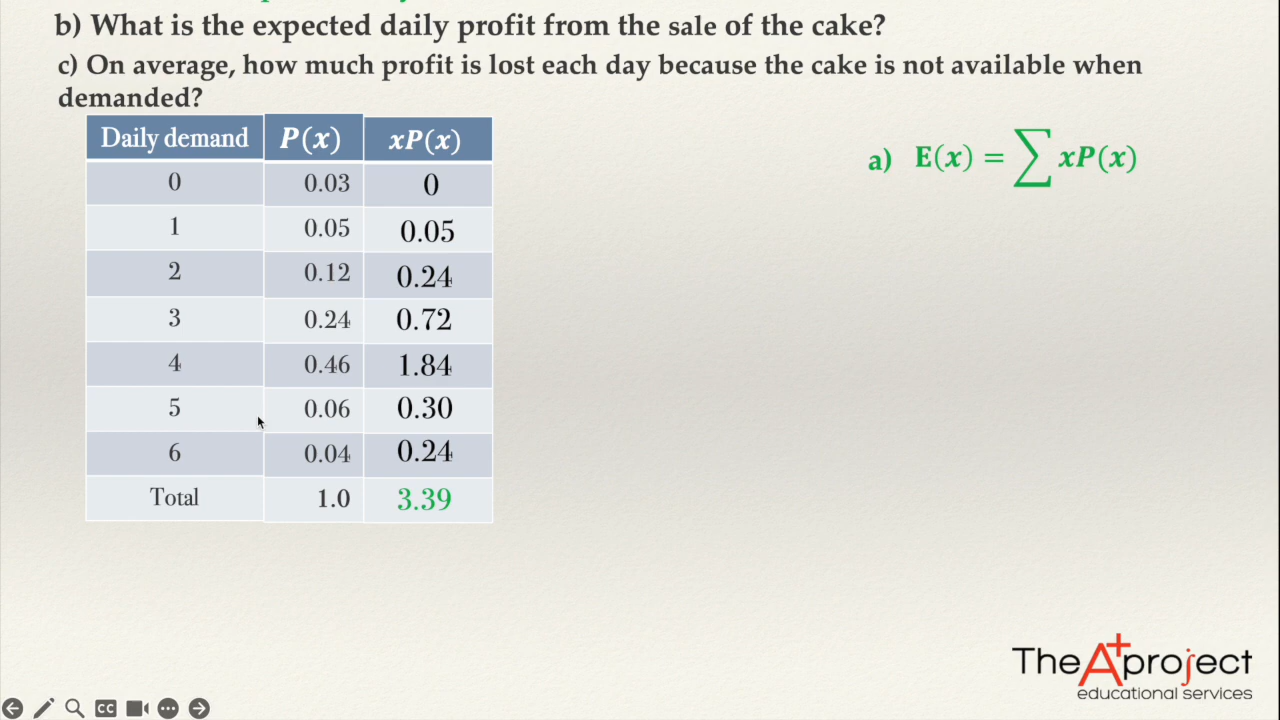 b) What is the expected daily profit from the sale of the cake?
c) On average, how much profit is lost each day because the cake is not available when
demanded?
Daily demand P(x) xP(x)
0 0.03 0
1 0.05 0.05
2 0.12 0.24
3 0.24 0.72
4 0.46 1.84
5 0.06 0.30
6 0.04 0.24
Total 1.0 3.39
a) E(x) = ∑ xP(x)
The A+ project
educational services
CC